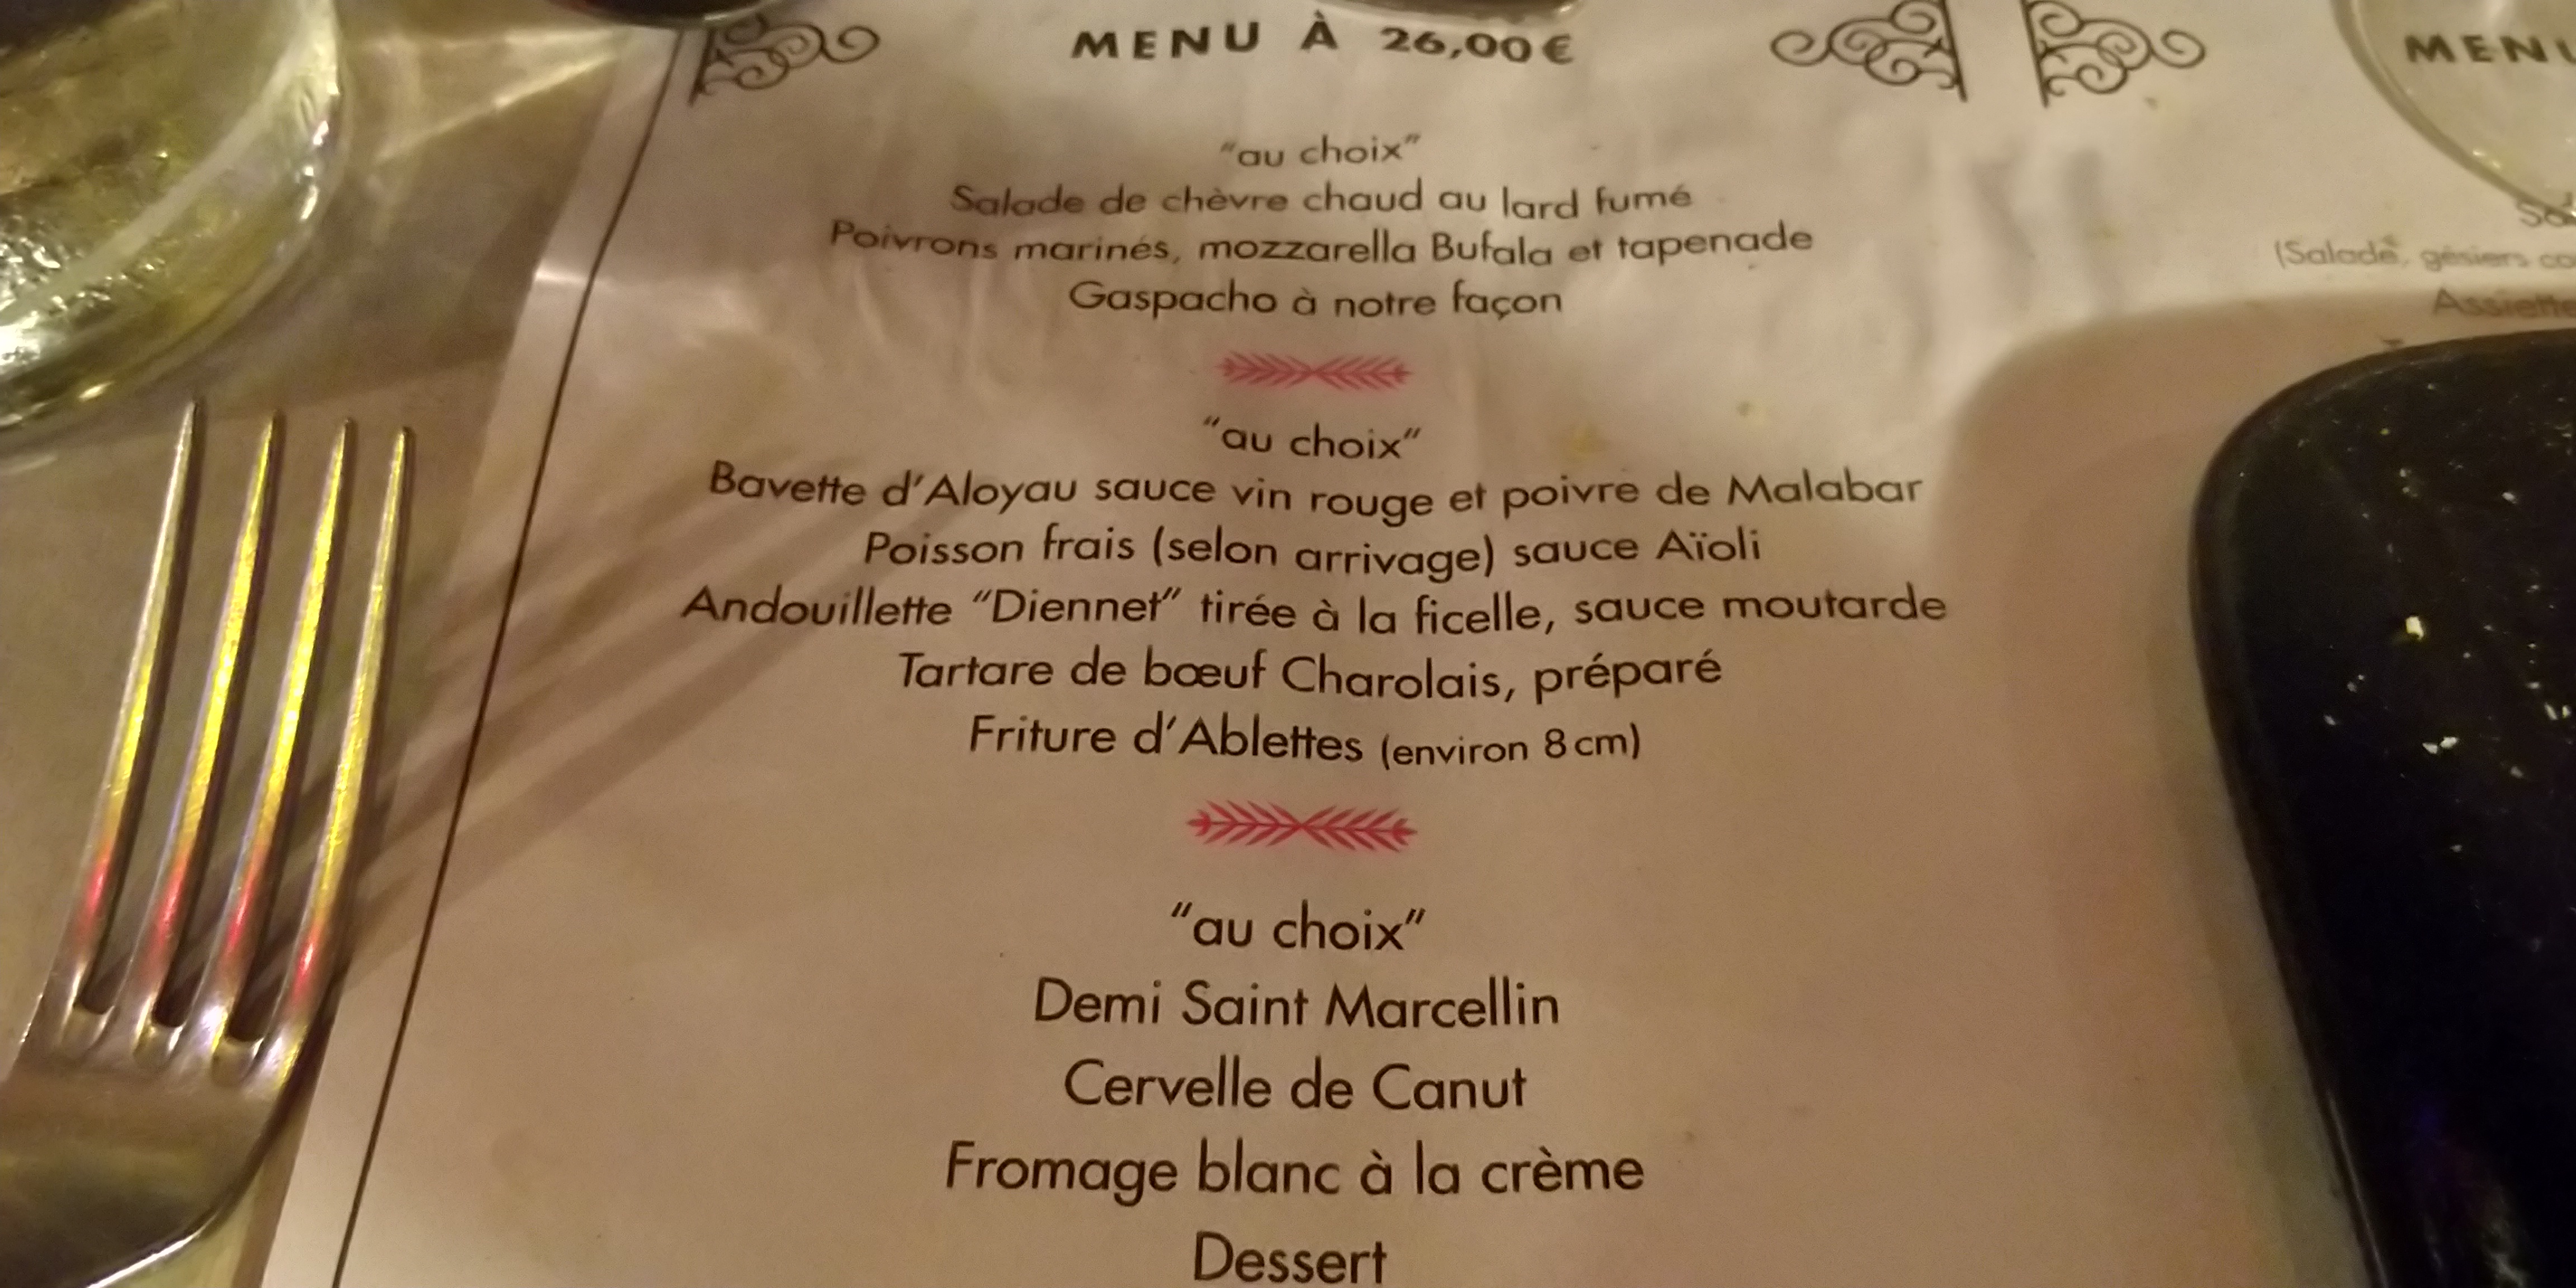 MENU À 26,00€
"au choix"
Salade de chèvre chaud au lard fumé
Poivrons marinés, mozzarella Bufala et tapenade
Gaspacho à notre façon
"au choix"
Bavette d'Aloyau sauce vin rouge et poivre de Malabar
Poisson frais (selon arrivage) sauce Aïoli
Andouillette "Diennet" tirée à la ficelle, sauce moutarde
Tartare de bœuf Charolais, préparé
Friture d'Ablettes (environ 8 cm)
"au choix"
Demi Saint Marcellin
Cervelle de Canut
Fromage blanc à la crème
Dessert
(Salade, gésiers